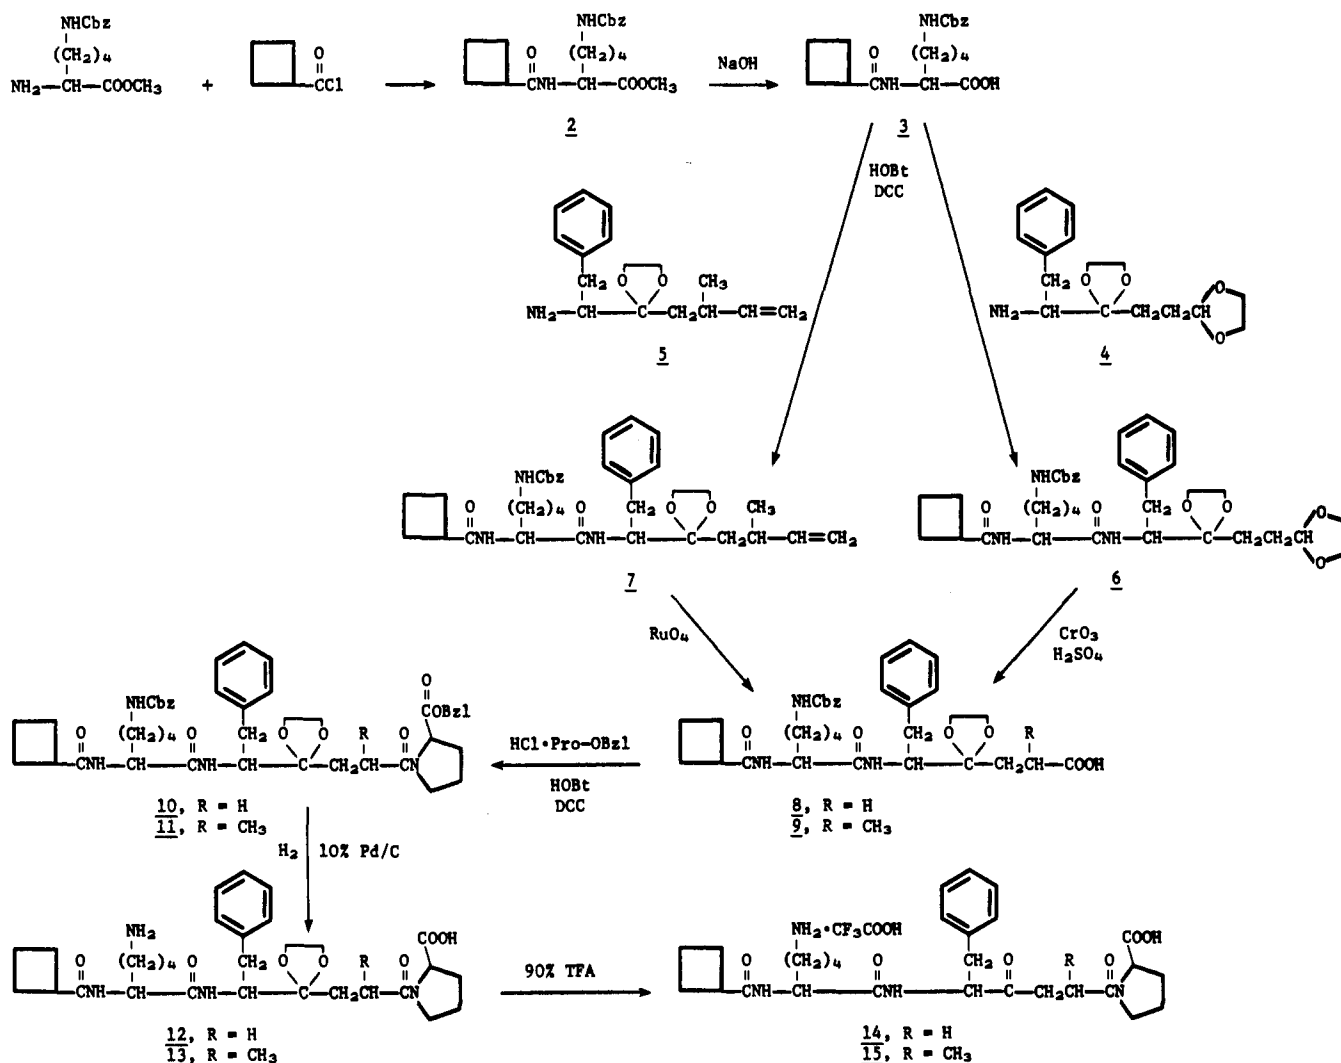 NHCbz
(CH₂)₄
NH₂—CH—COOCH₃
+
O
CCl
NHCbz
O (CH₂)₄
CNH—CH—COOCH₃
2
NaOH
NHCbz
O (CH₂)₄
CNH—CH—COOH
3
HOBt
DCC
CH₂ O O CH₃
NH₂—CH—C—CH₂CH—CH=CH₂
5
CH₂ O O
NH₂—CH—C—CH₂CH₂CH
O
O
4
NHCbz
O (CH₂)₄ O CH₂ O O CH₃
CNH—CH—CNH—CH—C—CH₂CH—CH=CH₂
7
NHCbz
O (CH₂)₄ O CH₂ O O
CNH—CH—CNH—CH—C—CH₂CH₂CH
O
O
6
RuO₄
CrO₃
H₂SO₄
NHCbz
O (CH₂)₄ O CH₂ O O R
CNH—CH—CNH—CH—C—CH₂CH—COOH
8, R = H
9, R = CH₃
HCl·Pro-OBzl
HOBt
DCC
O
COBzl
NHCbz
O (CH₂)₄ O CH₂ O O R O
CNH—CH—CNH—CH—C—CH₂CH—CN
10, R = H
11, R = CH₃
H₂ 10% Pd/C
NH₂
COOH
O (CH₂)₄ O CH₂ O O R O
CNH—CH—CNH—CH—C—CH₂CH—CN
12, R = H
13, R = CH₃
90% TFA
NH₂·CF₃COOH
COOH
O (CH₂)₄ O CH₂ O R O
CNH—CH—CNH—CH—C—CH₂CH—CN
14, R = H
15, R = CH₃